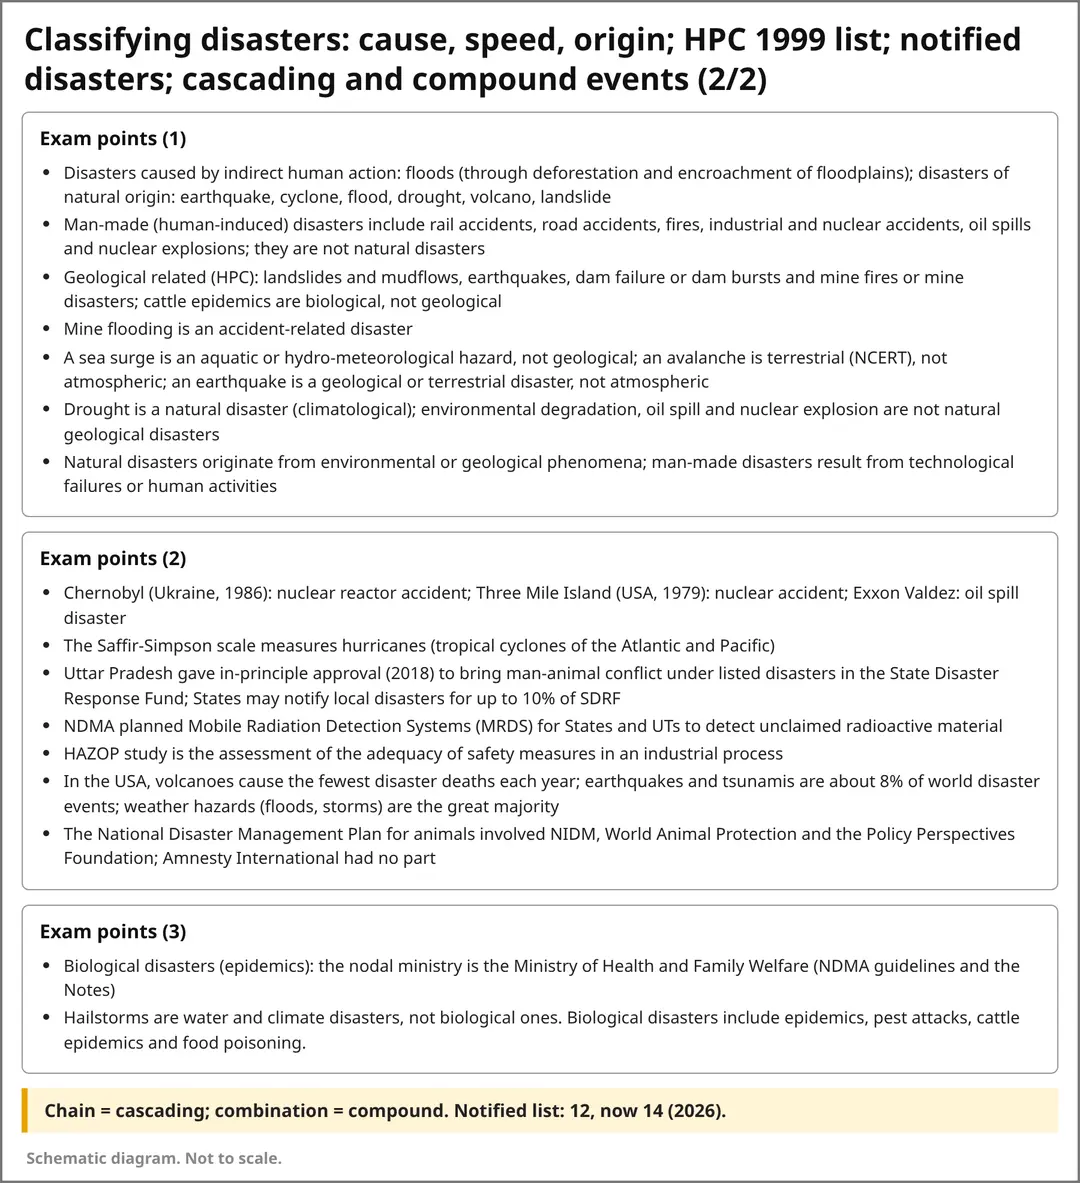 Classifying disasters: cause, speed, origin; HPC 1999 list; notified
disasters; cascading and compound events (2/2)
Exam points (1)
• Disasters caused by indirect human action: floods (through deforestation and encroachment of floodplains); disasters of
natural origin: earthquake, cyclone, flood, drought, volcano, landslide
• Man-made (human-induced) disasters include rail accidents, road accidents, fires, industrial and nuclear accidents, oil spills
and nuclear explosions; they are not natural disasters
• Geological related (HPC): landslides and mudflows, earthquakes, dam failure or dam bursts and mine fires or mine
disasters; cattle epidemics are biological, not geological
• Mine flooding is an accident-related disaster
• A sea surge is an aquatic or hydro-meteorological hazard, not geological; an avalanche is terrestrial (NCERT), not
atmospheric; an earthquake is a geological or terrestrial disaster, not atmospheric
• Drought is a natural disaster (climatological); environmental degradation, oil spill and nuclear explosion are not natural
geological disasters
• Natural disasters originate from environmental or geological phenomena; man-made disasters result from technological
failures or human activities
Exam points (2)
• Chernobyl (Ukraine, 1986): nuclear reactor accident; Three Mile Island (USA, 1979): nuclear accident; Exxon Valdez: oil spill
disaster
• The Saffir-Simpson scale measures hurricanes (tropical cyclones of the Atlantic and Pacific)
• Uttar Pradesh gave in-principle approval (2018) to bring man-animal conflict under listed disasters in the State Disaster
Response Fund; States may notify local disasters for up to 10% of SDRF
• NDMA planned Mobile Radiation Detection Systems (MRDS) for States and UTs to detect unclaimed radioactive material
• HAZOP study is the assessment of the adequacy of safety measures in an industrial process
• In the USA, volcanoes cause the fewest disaster deaths each year; earthquakes and tsunamis are about 8% of world disaster
events; weather hazards (floods, storms) are the great majority
• The National Disaster Management Plan for animals involved NIDM, World Animal Protection and the Policy Perspectives
Foundation; Amnesty International had no part
Exam points (3)
• Biological disasters (epidemics): the nodal ministry is the Ministry of Health and Family Welfare (NDMA guidelines and the
Notes)
• Hailstorms are water and climate disasters, not biological ones. Biological disasters include epidemics, pest attacks, cattle
epidemics and food poisoning.
Chain = cascading; combination = compound. Notified list: 12, now 14 (2026).
Schematic diagram. Not to scale.